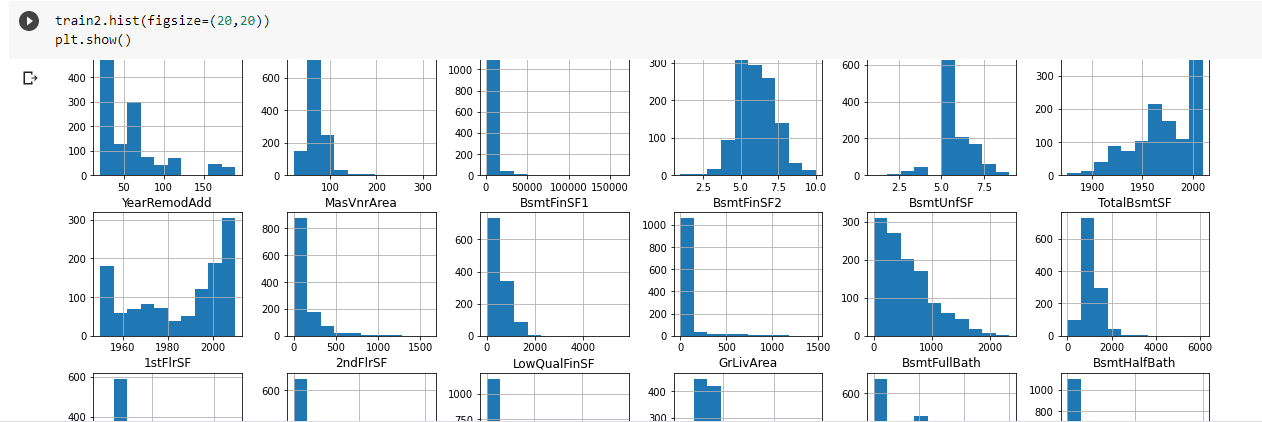 train2.hist(figsize=(20,20))
plt.show()
400 300 200 100 0
50 100 150
600 400 200 0
100 200 300
1000 800 600 400 200 0
0 50000 100000 150000
300 200 100 0
2.5 5.0 7.5 10.0
600 400 200 0
2.5 5.0 7.5
300 200 100 0
1900 1950 2000
YearRemodAdd MasVnrArea BsmtFinSF1 BsmtFinSF2 BsmtUnfSF TotalBsmtSF
300 200 100 0
1960 1980 2000
800 600 400 200 0
0 500 1000 1500
600 400 200 0
0 2000 4000
1000 800 600 400 200 0
0 500 1000 1500
300 200 100 0
0 1000 2000
600 400 200 0
0 2000 4000 6000
1stFlrSF 2ndFlrSF LowQualFinSF GrLivArea BsmtFullBath BsmtHalfBath
600 400
600
1000 750
400 300
600
1000 800